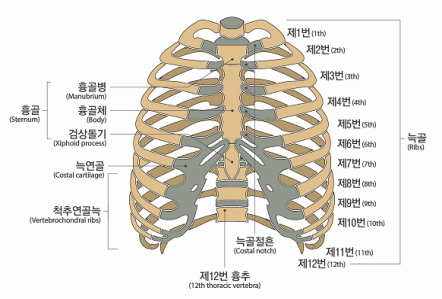 제1번 (1th)
제2번 (2th)
제3번 (3th)
제4번 (4th)
제5번 (5th)
제6번 (6th)
제7번 (7th)
제8번 (8th)
제9번 (9th)
제10번 (10th)
제11번 (11th)
제12번 (12th)
늑골
(Ribs)
흉골
(Sternum)
흉골병
(Manubrium)
흉골체
(Body)
검상돌기
(Xiphoid process)
늑연골
(Costal cartilage)
척추연골늑
(Vertebrochondral ribs)
늑골절흔
(Costal notch)
제12번 흉추
(12th thoracic vertebra)